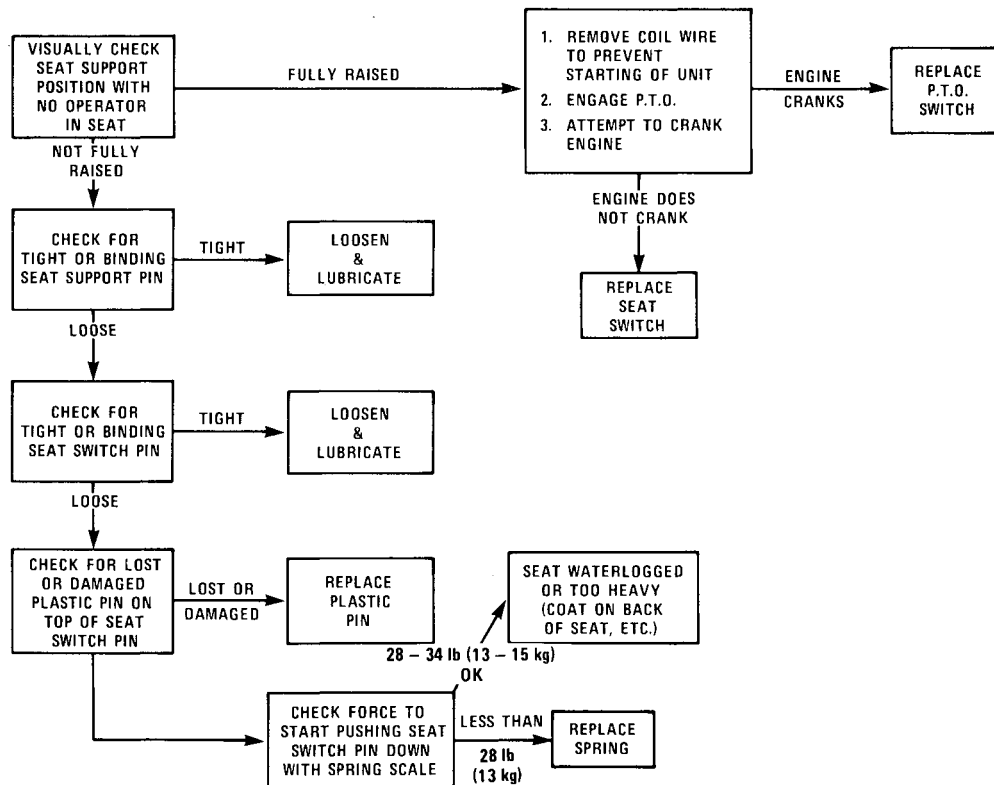 VISUALLY CHECK
SEAT SUPPORT
POSITION WITH
NO OPERATOR
IN SEAT
FULLY RAISED
1. REMOVE COIL WIRE
TO PREVENT
STARTING OF UNIT
2. ENGAGE P.T.O.
3. ATTEMPT TO CRANK
ENGINE
ENGINE
CRANKS
REPLACE
P.T.O.
SWITCH
NOT FULLY
RAISED
ENGINE DOES
NOT CRANK
REPLACE
SEAT
SWITCH
CHECK FOR
TIGHT OR BINDING
SEAT SUPPORT PIN
TIGHT
LOOSEN
&
LUBRICATE
LOOSE
CHECK FOR
TIGHT OR BINDING
SEAT SWITCH PIN
TIGHT
LOOSEN
&
LUBRICATE
LOOSE
CHECK FOR LOST
OR DAMAGED
PLASTIC PIN ON
TOP OF SEAT
SWITCH PIN
LOST OR
DAMAGED
REPLACE
PLASTIC
PIN
SEAT WATERLOGGED
OR TOO HEAVY
(COAT ON BACK
OF SEAT, ETC.)
28 – 34 lb (13 – 15 kg)
OK
CHECK FORCE TO
START PUSHING SEAT
SWITCH PIN DOWN
WITH SPRING SCALE
LESS THAN
28 lb
(13 kg)
REPLACE
SPRING